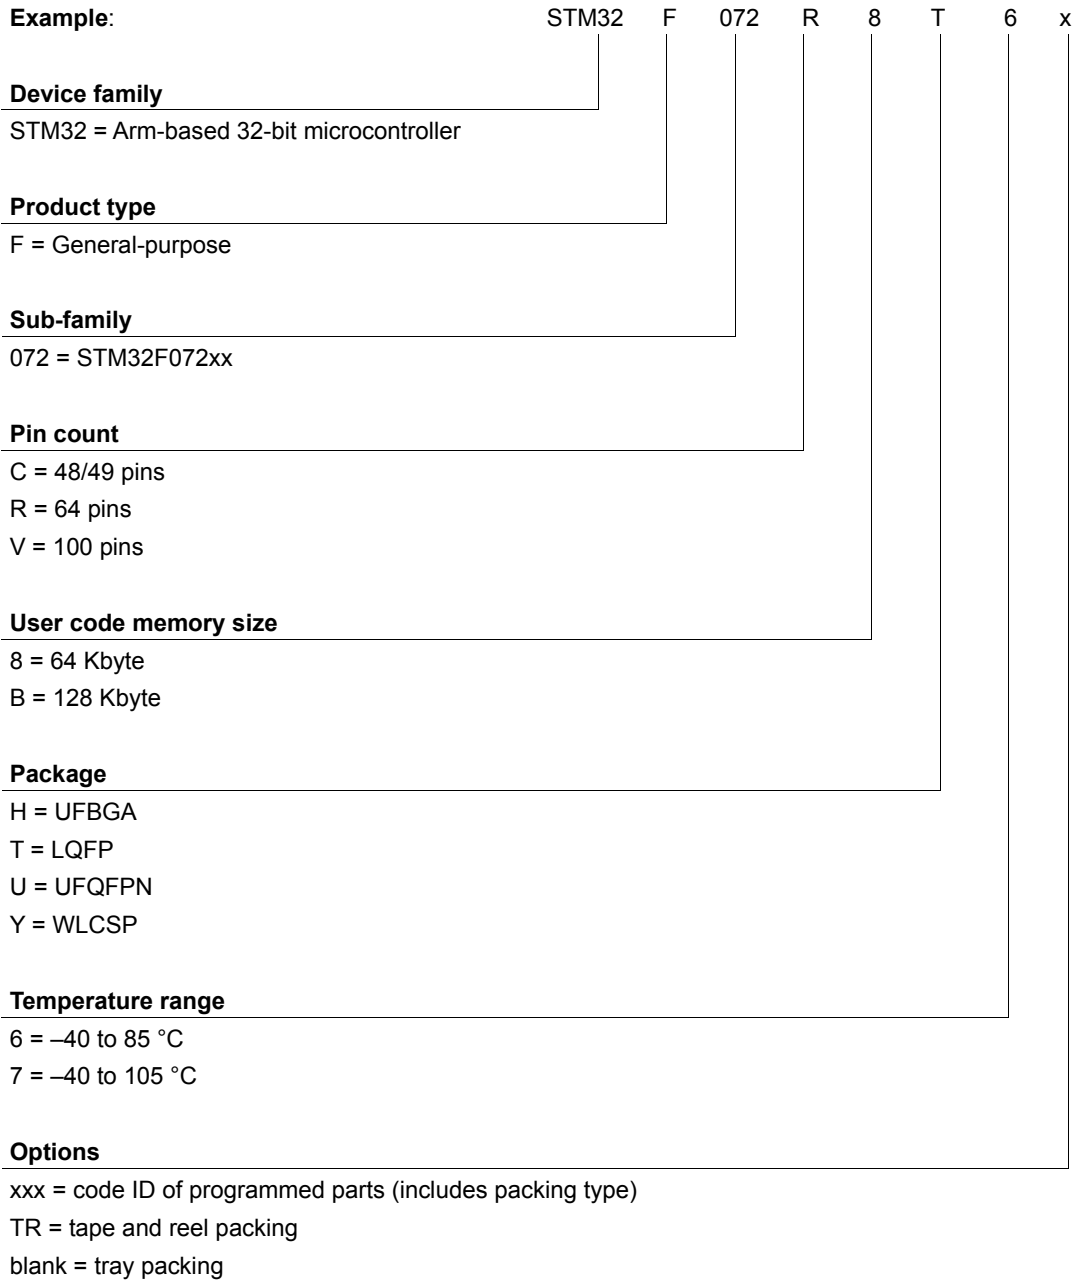 Example: STM32 F 072 R 8 T 6 x
Device family
STM32 = Arm-based 32-bit microcontroller
Product type
F = General-purpose
Sub-family
072 = STM32F072xx
Pin count
C = 48/49 pins
R = 64 pins
V = 100 pins
User code memory size
8 = 64 Kbyte
B = 128 Kbyte
Package
H = UFBGA
T = LQFP
U = UFQFPN
Y = WLCSP
Temperature range
6 = –40 to 85 °C
7 = –40 to 105 °C
Options
xxx = code ID of programmed parts (includes packing type)
TR = tape and reel packing
blank = tray packing